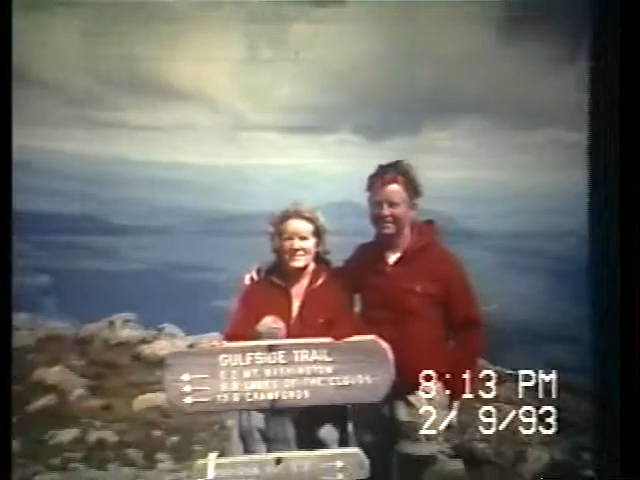 GULFSIDE TRAIL
MT. WASHINGTON
LAKES OF THE CLOUDS
CRAWFORDS
8:13 PM
2/ 9/93